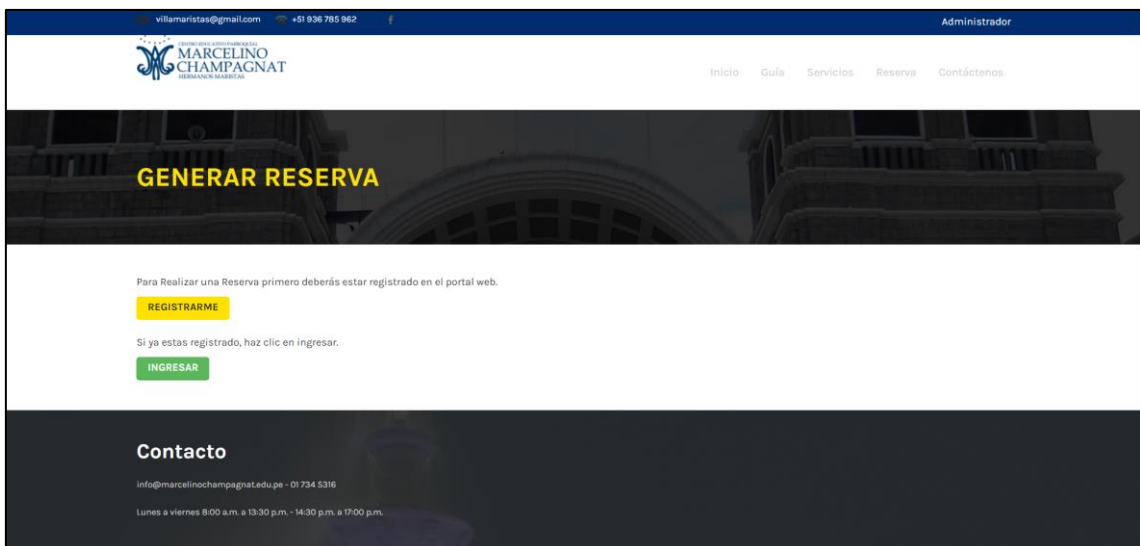 villamaristas@gmail.com +51 936 785 962 Administrador
CENTRO EDUCATIVO PARROQUIAL
MARCELINO
CHAMPAGNAT
HERMANOS MARISTAS
Inicio Guía Servicios Reserva Contáctenos
GENERAR RESERVA
Para Realizar una Reserva primero deberás estar registrado en el portal web.
REGISTRARME
Si ya estas registrado, haz clic en ingresar.
INGRESAR
Contacto
info@marcelinochampagnat.edu.pe - 01 734 5316
Lunes a viernes 8:00 a.m. a 13:30 p.m. - 14:30 p.m. a 17:00 p.m.